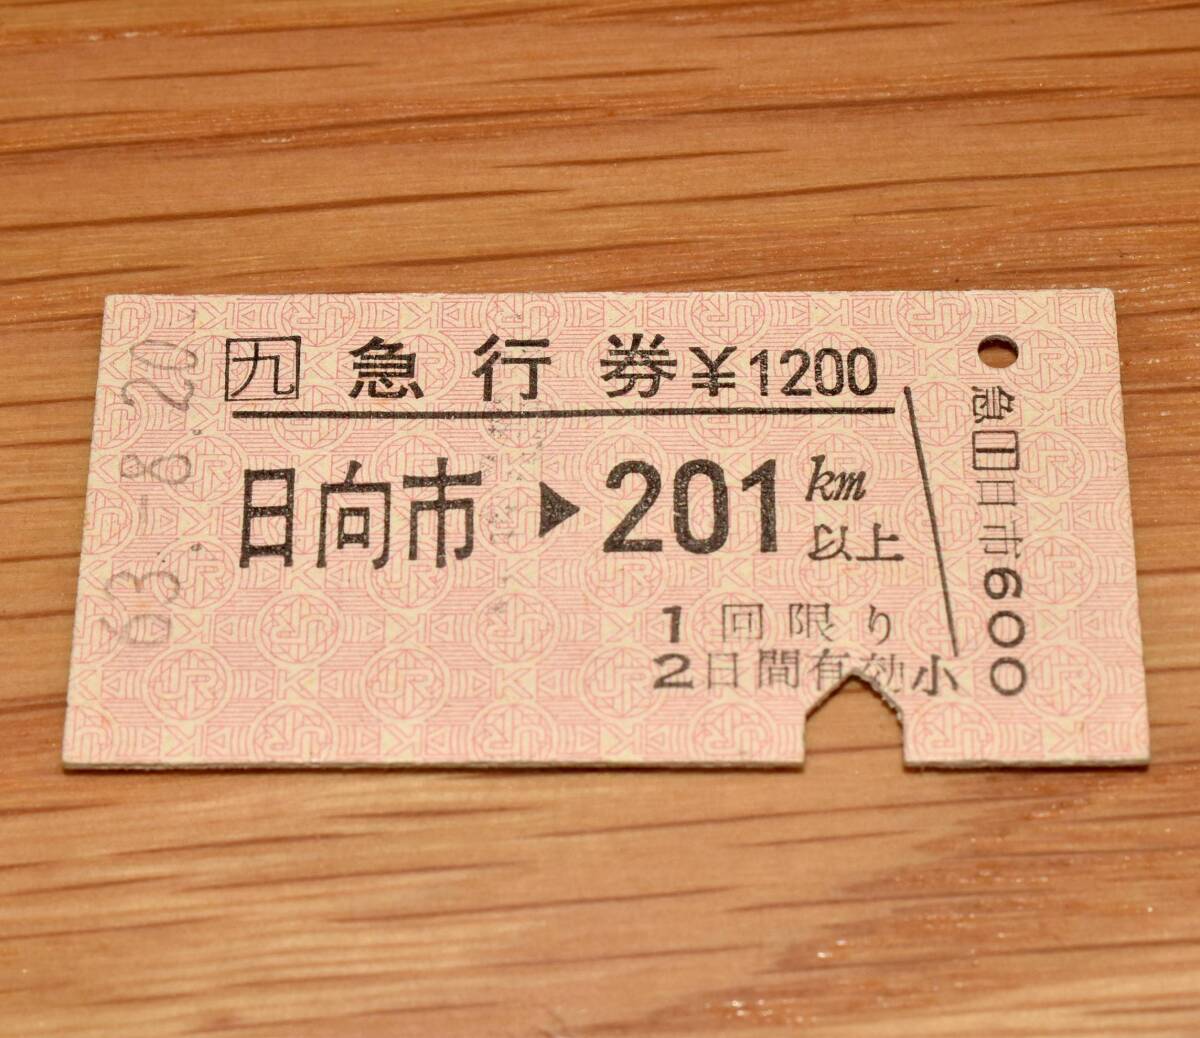 九 急行券 ¥1200
日向市 ▶ 201 km 以上
1回限り
2日間有効
小 急 日市 600
63.-8.20